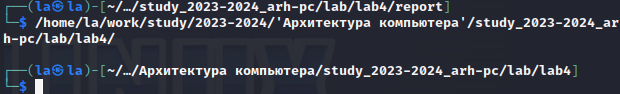 ┌──(la㉿la)-[~/…/study_2023-2024_arh-pc/lab/lab4/report]
└─$ /home/la/work/study/2023-2024/'Архитектура компьютера'/study_2023-2024_ar
h-pc/lab/lab4/
┌──(la㉿la)-[~/…/Архитектура компьютера/study_2023-2024_arh-pc/lab/lab4]
└─$